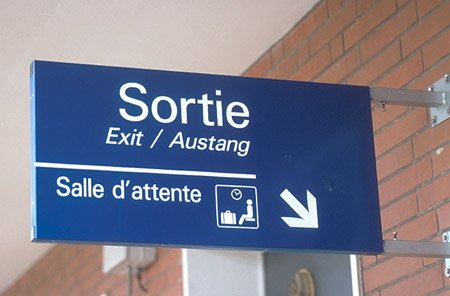 Sortie
Exit / Austang
Salle d'attente